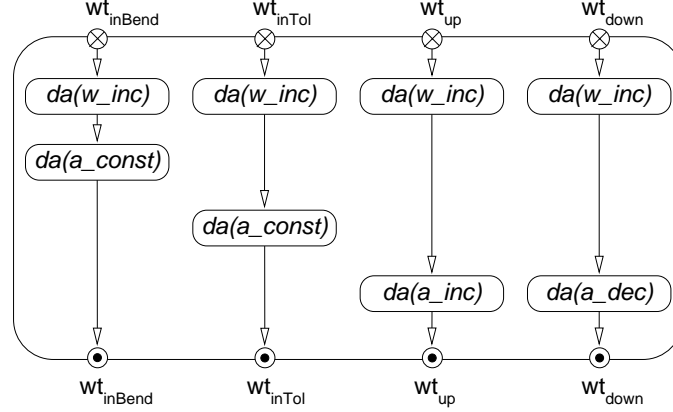 wt_inBend wt_inTol wt_up wt_down
da(w_inc) da(w_inc) da(w_inc) da(w_inc)
da(a_const)
da(a_const)
da(a_inc) da(a_dec)
wt_inBend wt_inTol wt_up wt_down